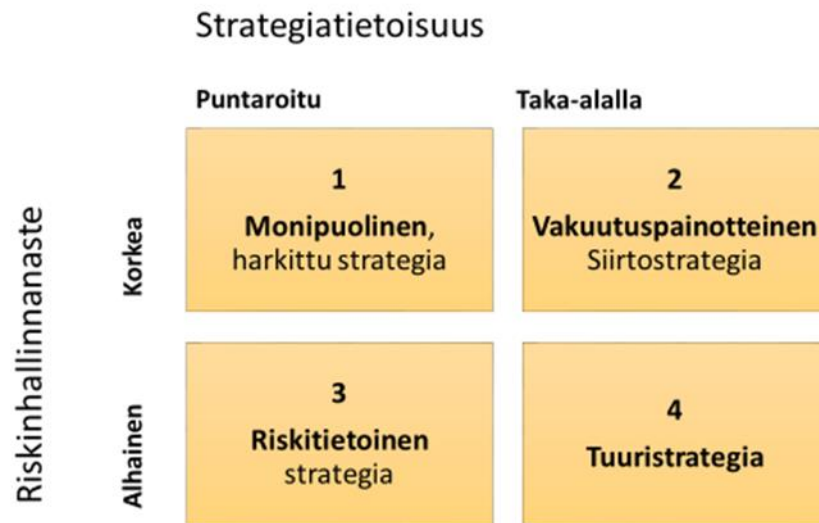 Strategiatietoisuus
Puntaroitu
Taka-alalla
Riskinhallinnanaste
Korkea
1
Monipuolinen,
harkittu strategia
2
Vakuutuspainotteinen
Siirtostrategia
Alhainen
3
Riskitietoinen
strategia
4
Tuuristrategia